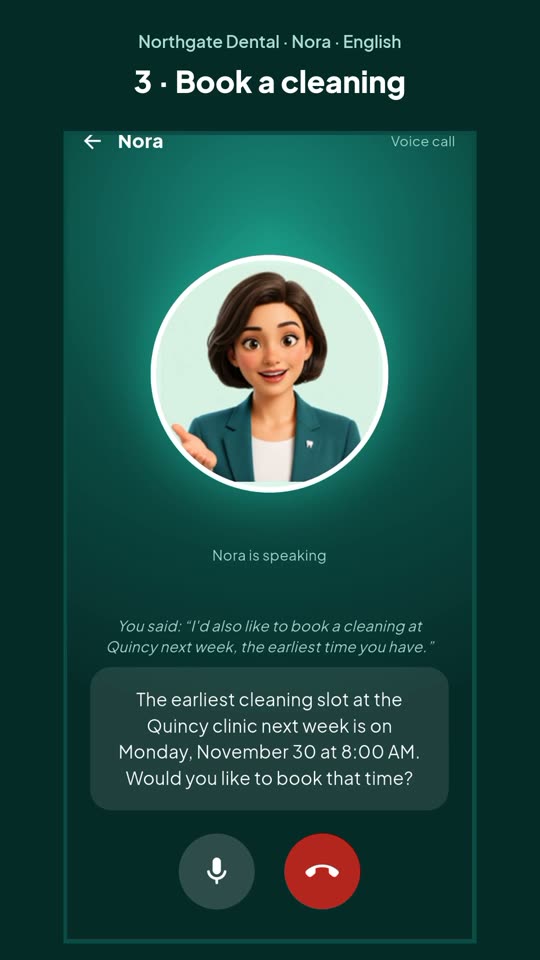 Northgate Dental · Nora · English
3 · Book a cleaning
Nora
Voice call
Nora is speaking
You said: “I'd also like to book a cleaning at
Quincy next week, the earliest time you have.”
The earliest cleaning slot at the
Quincy clinic next week is on
Monday, November 30 at 8:00 AM.
Would you like to book that time?